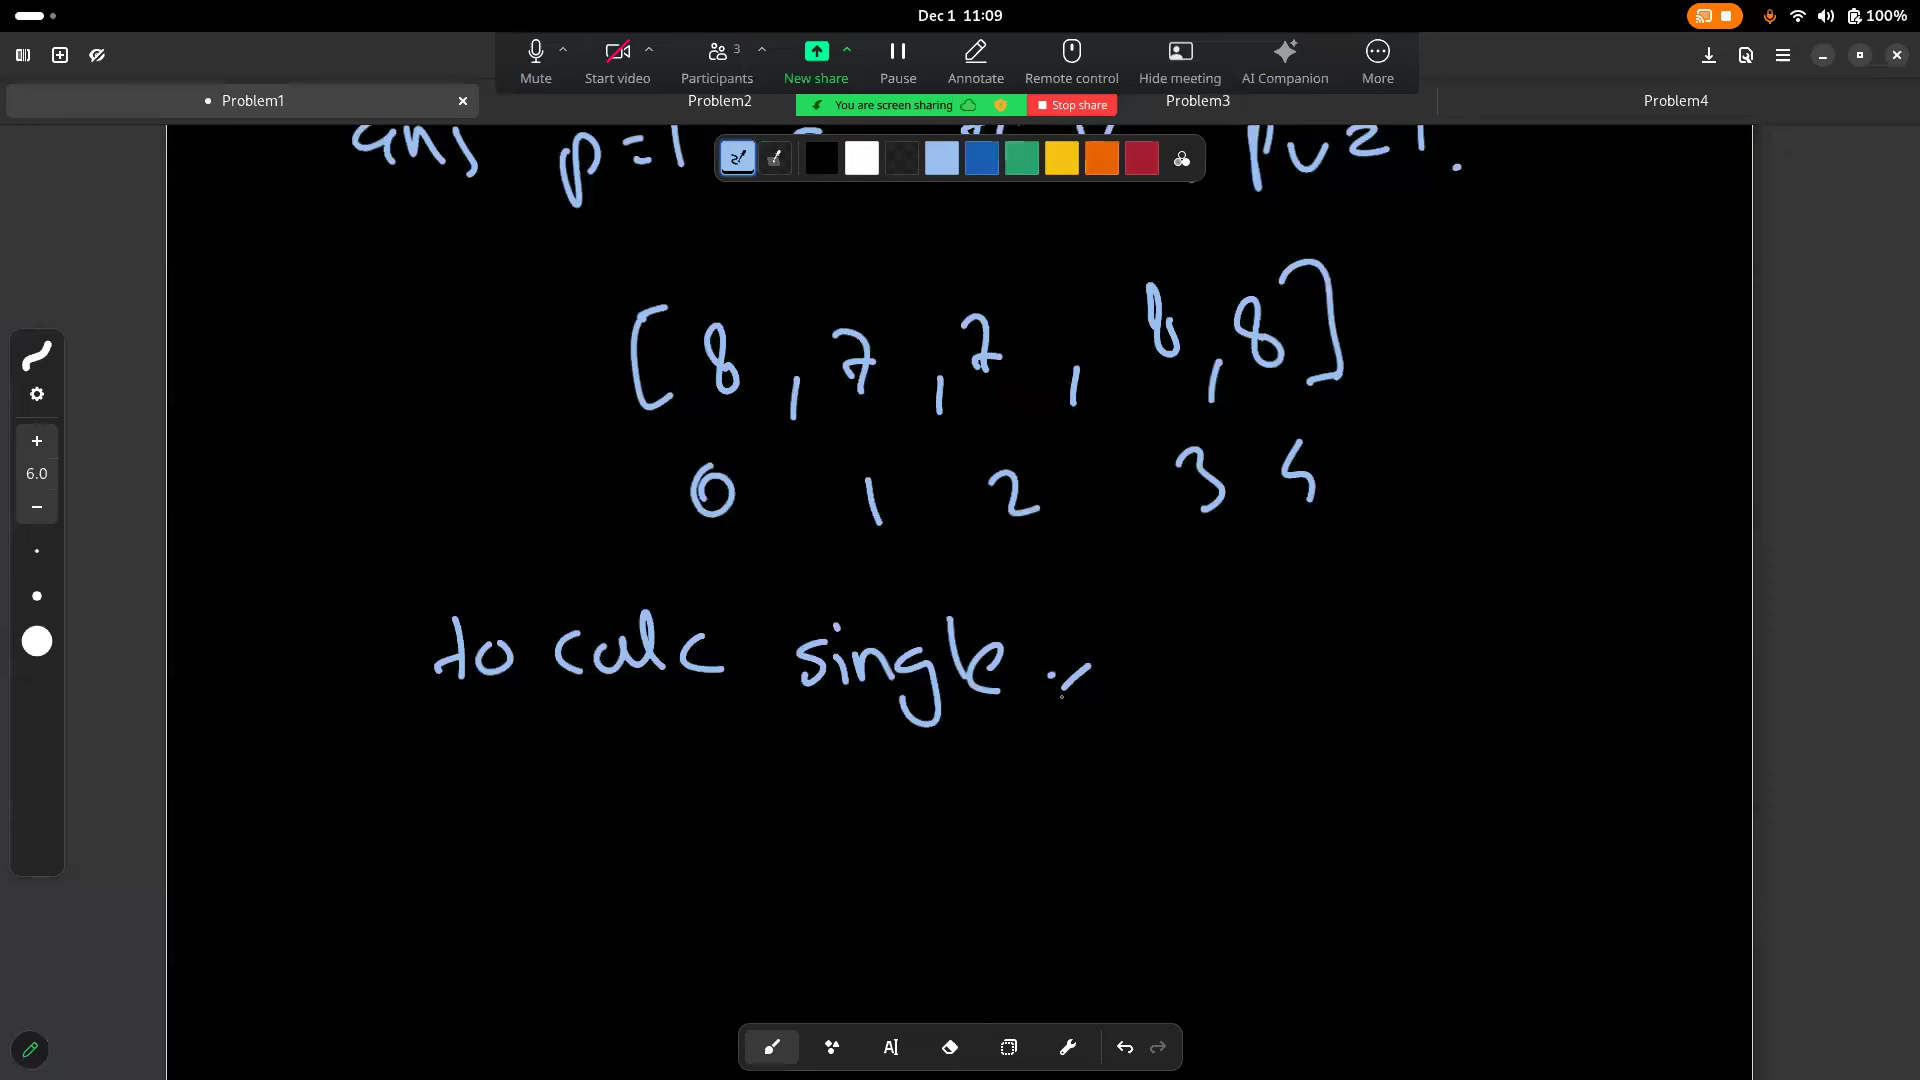 Dec 1 11:09
100%
Mute Start video Participants 3 New share Pause Annotate Remote control Hide meeting AI Companion More
Problem1 Problem2 You are screen sharing Stop share Problem3 Problem4
ans p=1
[8, 7, 7, 8, 8]
0 1 2 3 4
6.0
to calc single